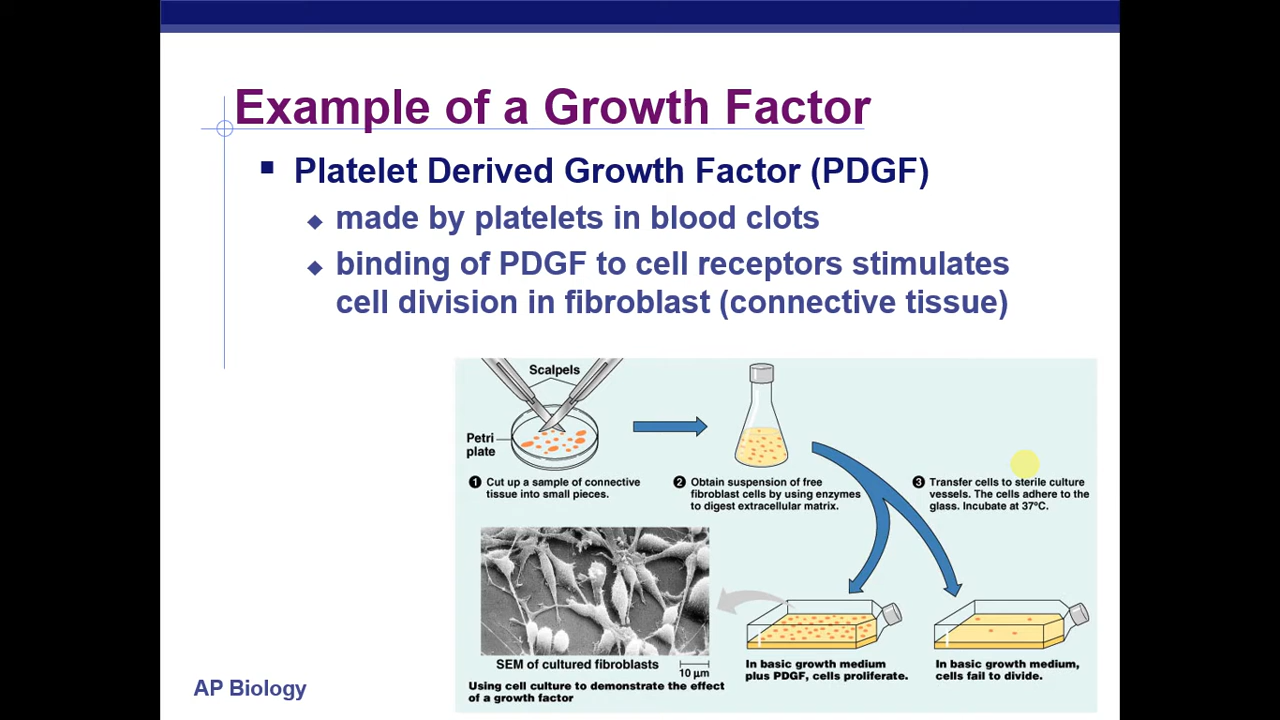 Example of a Growth Factor
Platelet Derived Growth Factor (PDGF)
made by platelets in blood clots
binding of PDGF to cell receptors stimulates
cell division in fibroblast (connective tissue)
Scalpels
Petri
plate
1 Cut up a sample of connective
tissue into small pieces.
2 Obtain suspension of free
fibroblast cells by using enzymes
to digest extracellular matrix.
3 Transfer cells to sterile culture
vessels. The cells adhere to the
glass. Incubate at 37ºC.
SEM of cultured fibroblasts
10 µm
Using cell culture to demonstrate the effect
of a growth factor
In basic growth medium
plus PDGF, cells proliferate.
In basic growth medium,
cells fail to divide.
AP Biology